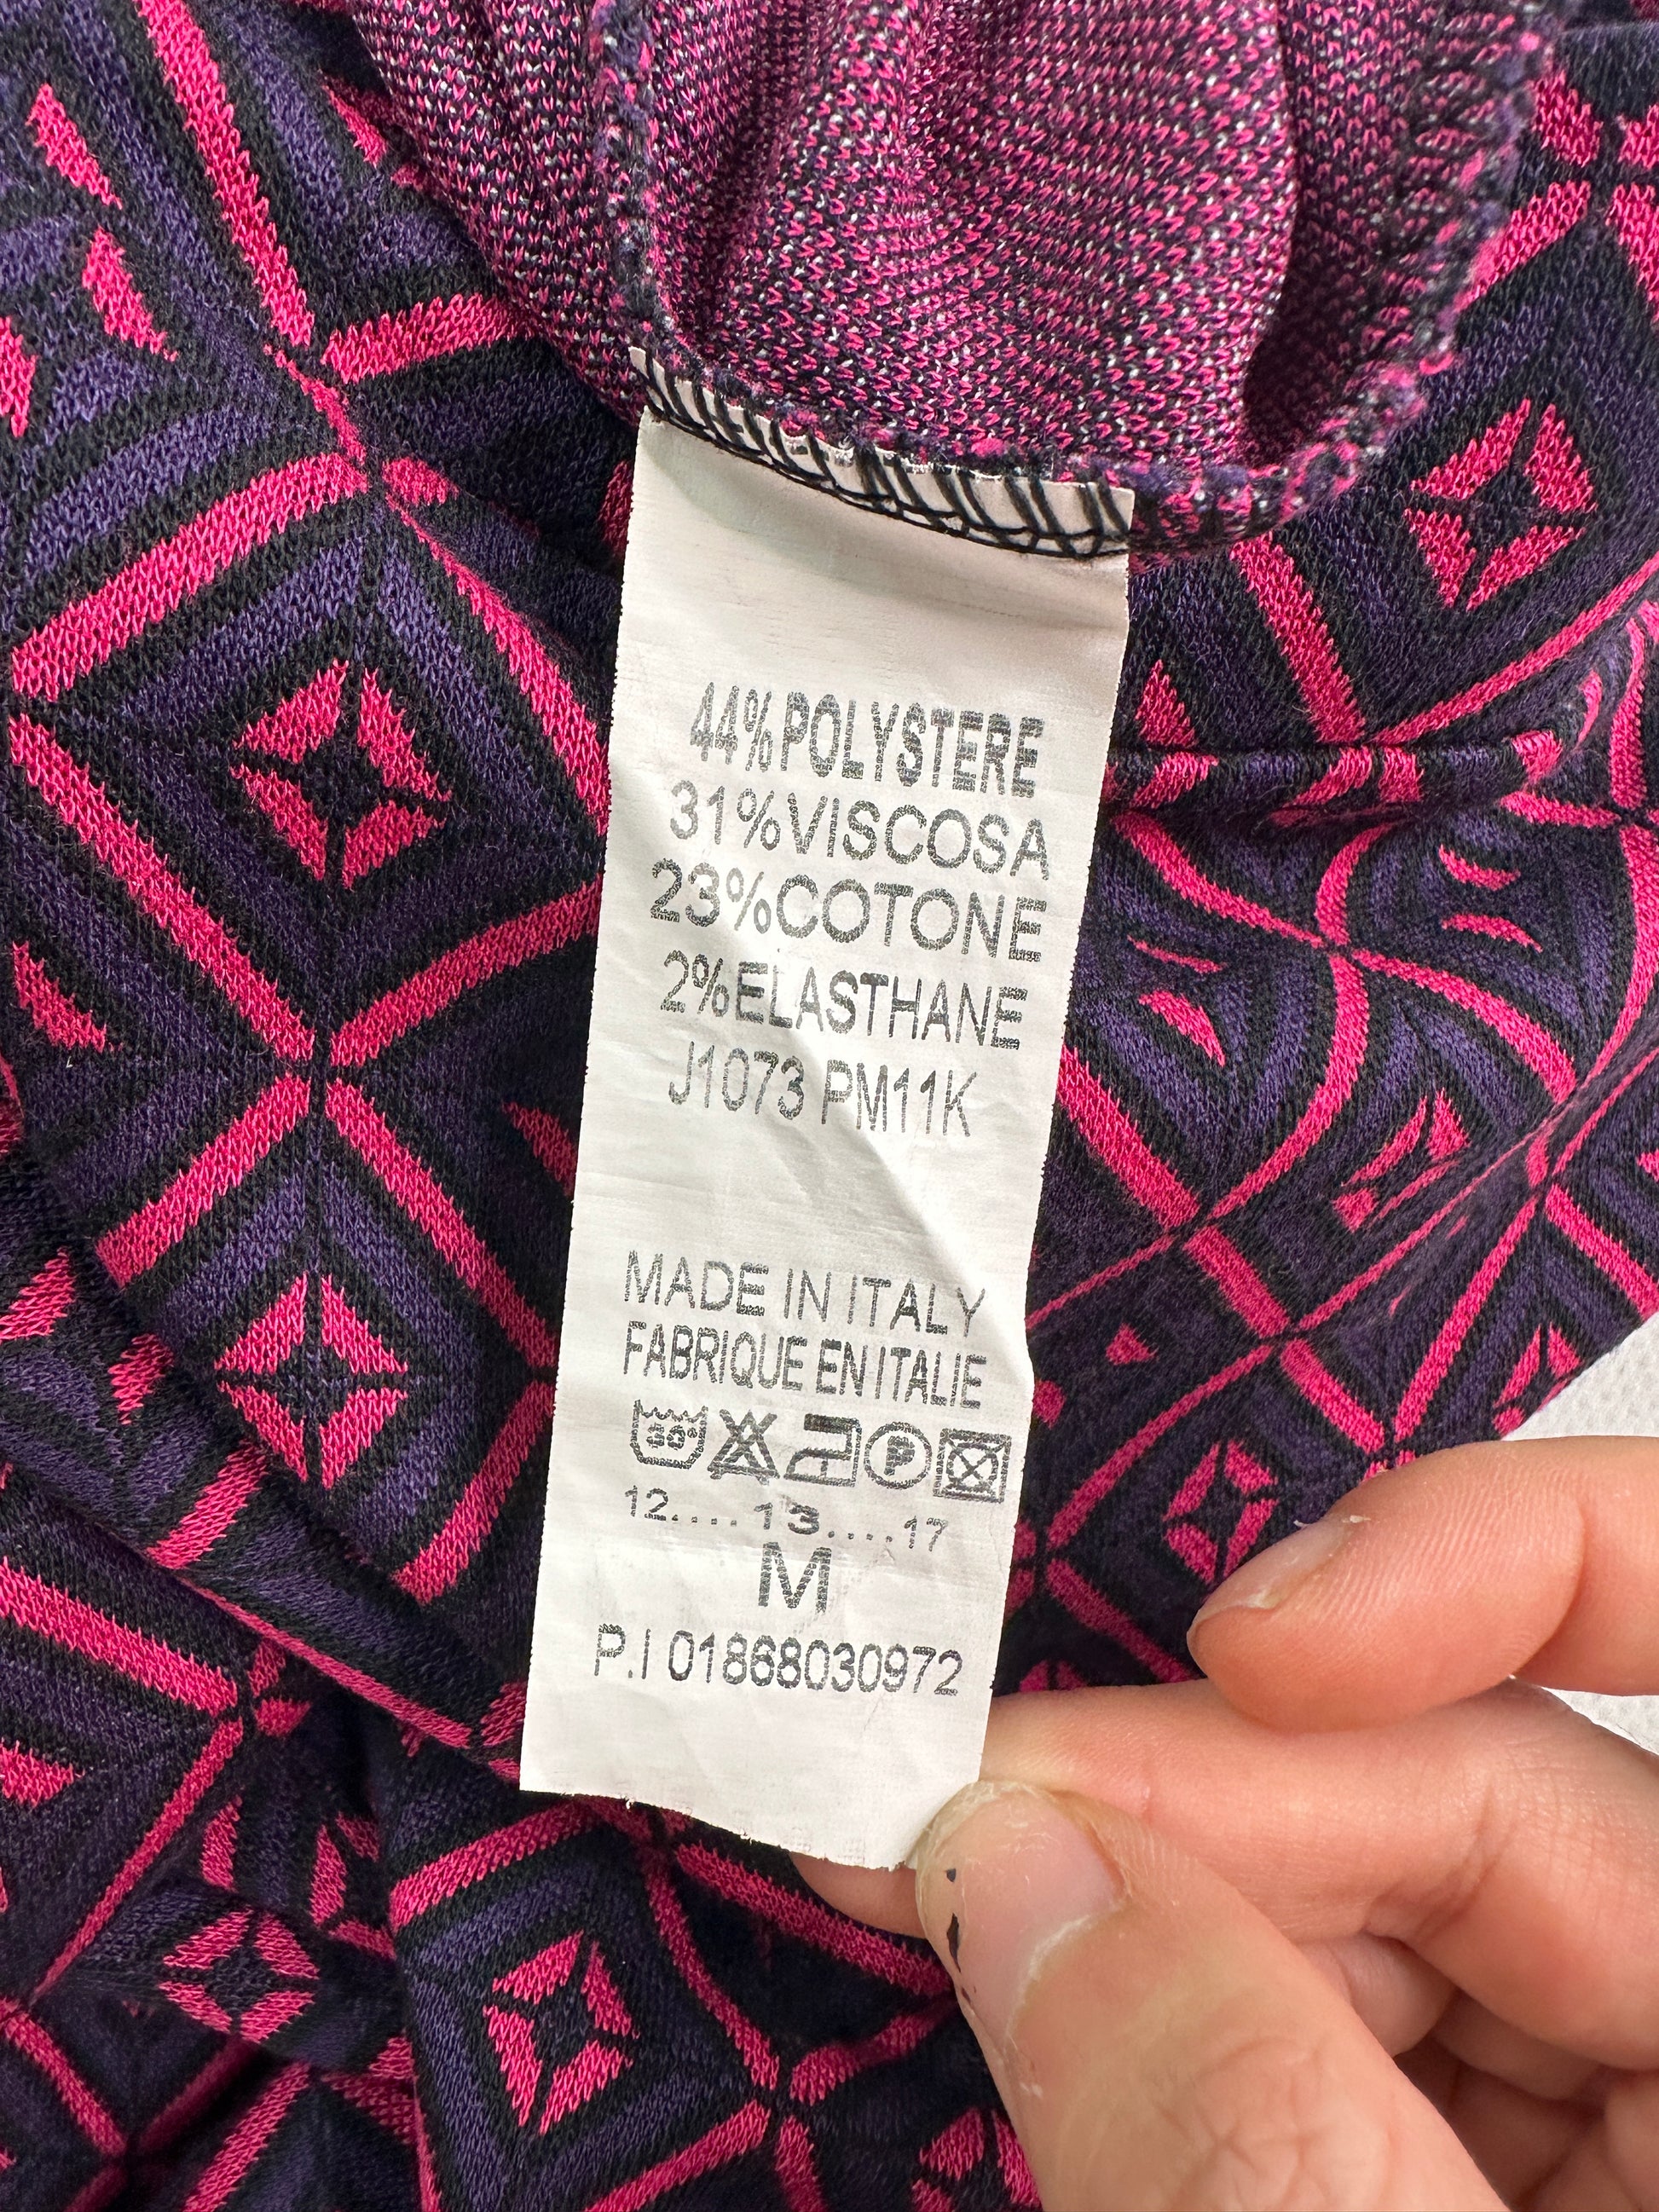 44%POLYSTERE
31%VISCOSA
23%COTONE
2%ELASTHANE
J1073 PM11K
MADE IN ITALY
FABRIQUE EN ITALIE
30° P
12....13....17
M
P.I 01868030972